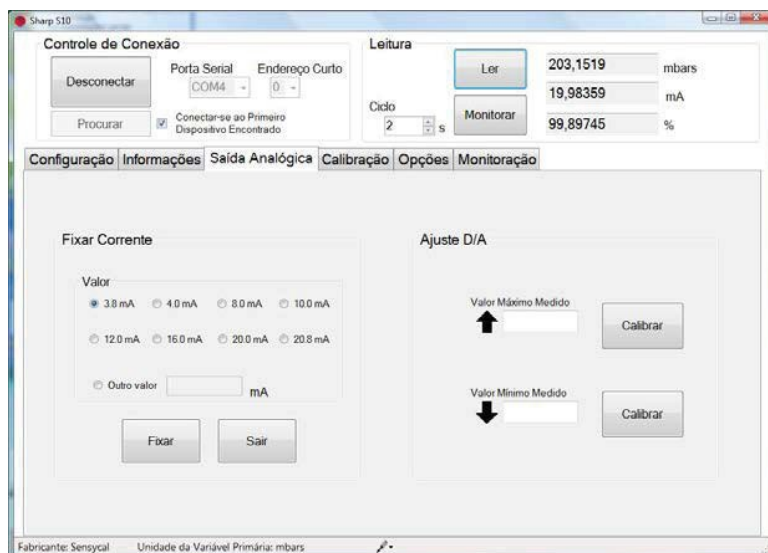 Sharp S10
Controle de Conexão
Desconectar
Porta Serial
COM4
Endereço Curto
0
Procurar
Conectar-se ao Primeiro
Dispositivo Encontrado
Leitura
Ler
Ciclo
2 s
Monitorar
203,1519 mbars
19,98359 mA
99,89745 %
Configuração Informações Saída Analógica Calibração Opções Monitoração
Fixar Corrente
Valor
3.8 mA 4.0 mA 8.0 mA 10.0 mA
12.0 mA 16.0 mA 20.0 mA 20.8 mA
Outro valor mA
Fixar Sair
Ajuste D/A
Valor Máximo Medido
Calibrar
Valor Mínimo Medido
Calibrar
Fabricante: Sensycal Unidade da Variável Primária: mbars